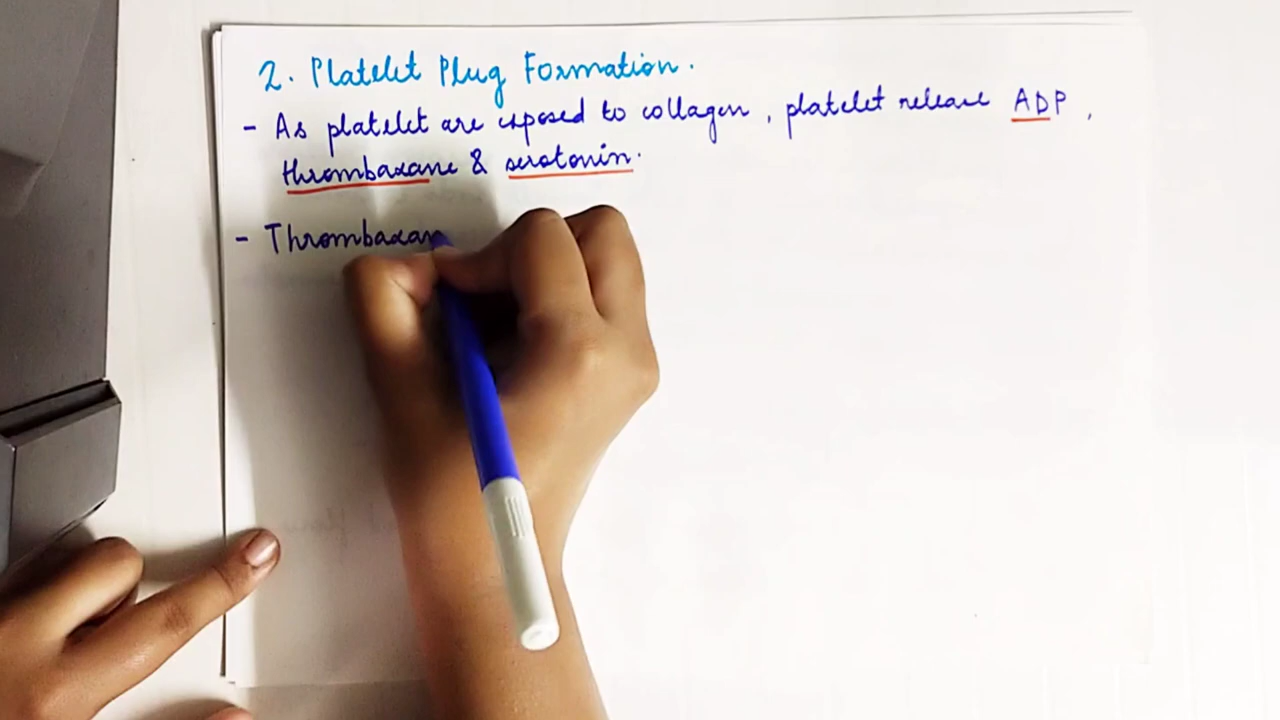 2. Platelet Plug Formation.
- As platelet are exposed to collagen, platelet release ADP,
thrombaxane & serotonin.
- Thrombaxan